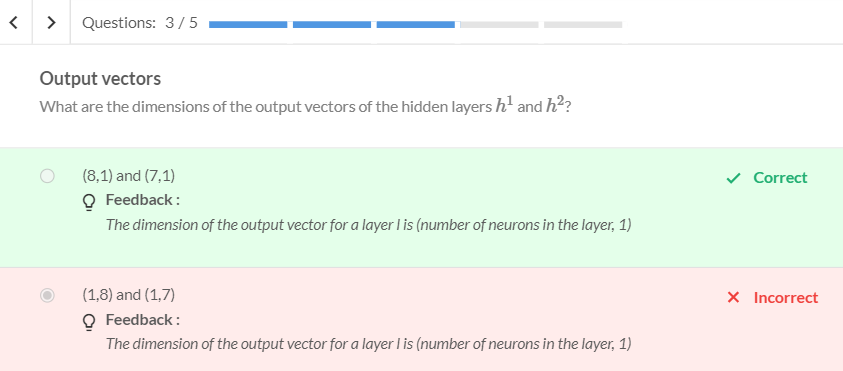 Questions: 3 / 5
Output vectors
What are the dimensions of the output vectors of the hidden layers h¹ and h²?
(8,1) and (7,1)
Correct
Feedback :
The dimension of the output vector for a layer l is (number of neurons in the layer, 1)
(1,8) and (1,7)
Incorrect
Feedback :
The dimension of the output vector for a layer l is (number of neurons in the layer, 1)